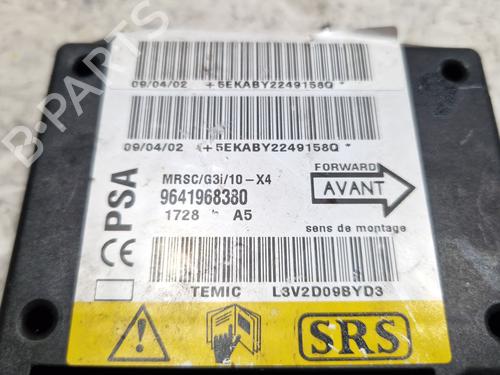 09/04/02 +5EKABY2249158Q *
09/04/02 *+5EKABY2249158Q *
PSA
MRSC/G3i/10-X4
9641968380
1728 * A5
FORWARD
AVANT
sens de montage
TEMIC L3V2D09BYD3
SRS
B-PARTS